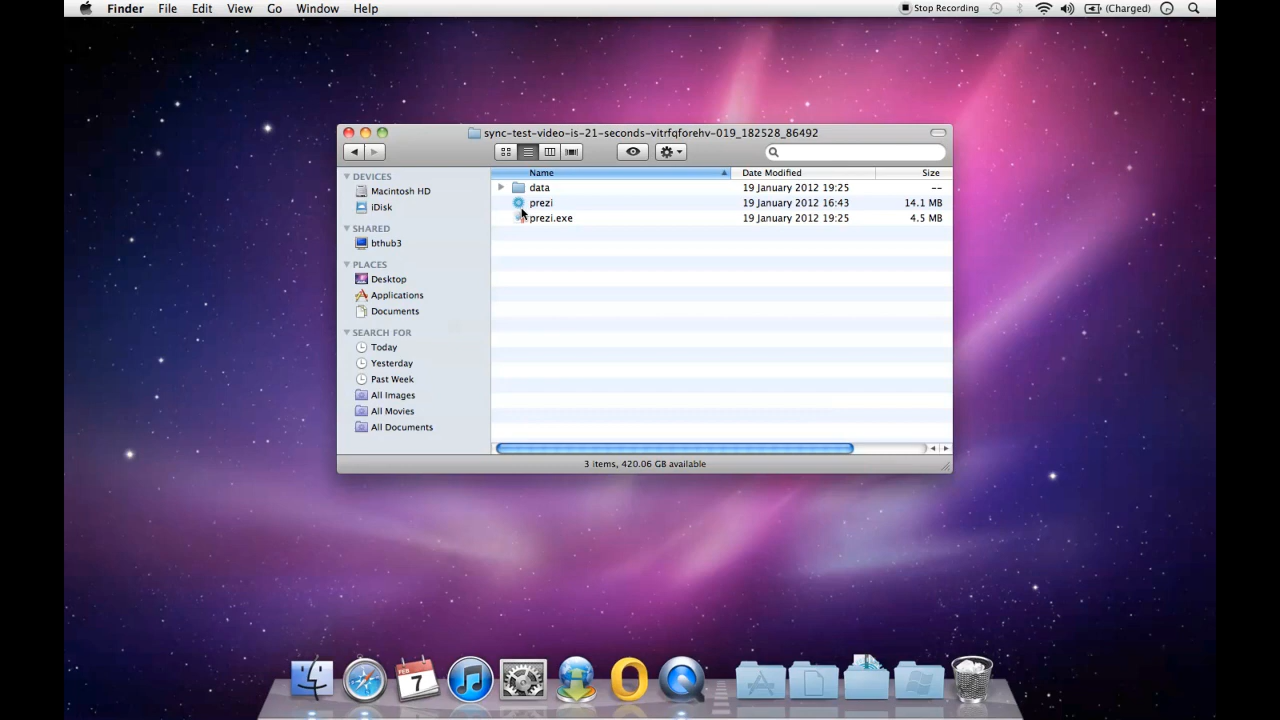 Finder File Edit View Go Window Help Stop Recording (Charged)
sync-test-video-is-21-seconds-vitrfqforehv-019_182528_86492
DEVICES
Macintosh HD
iDisk
SHARED
bthub3
PLACES
Desktop
Applications
Documents
SEARCH FOR
Today
Yesterday
Past Week
All Images
All Movies
All Documents
Name Date Modified Size
data 19 January 2012 19:25 --
prezi 19 January 2012 16:43 14.1 MB
prezi.exe 19 January 2012 19:25 4.5 MB
3 items, 420.06 GB available
FEB
7